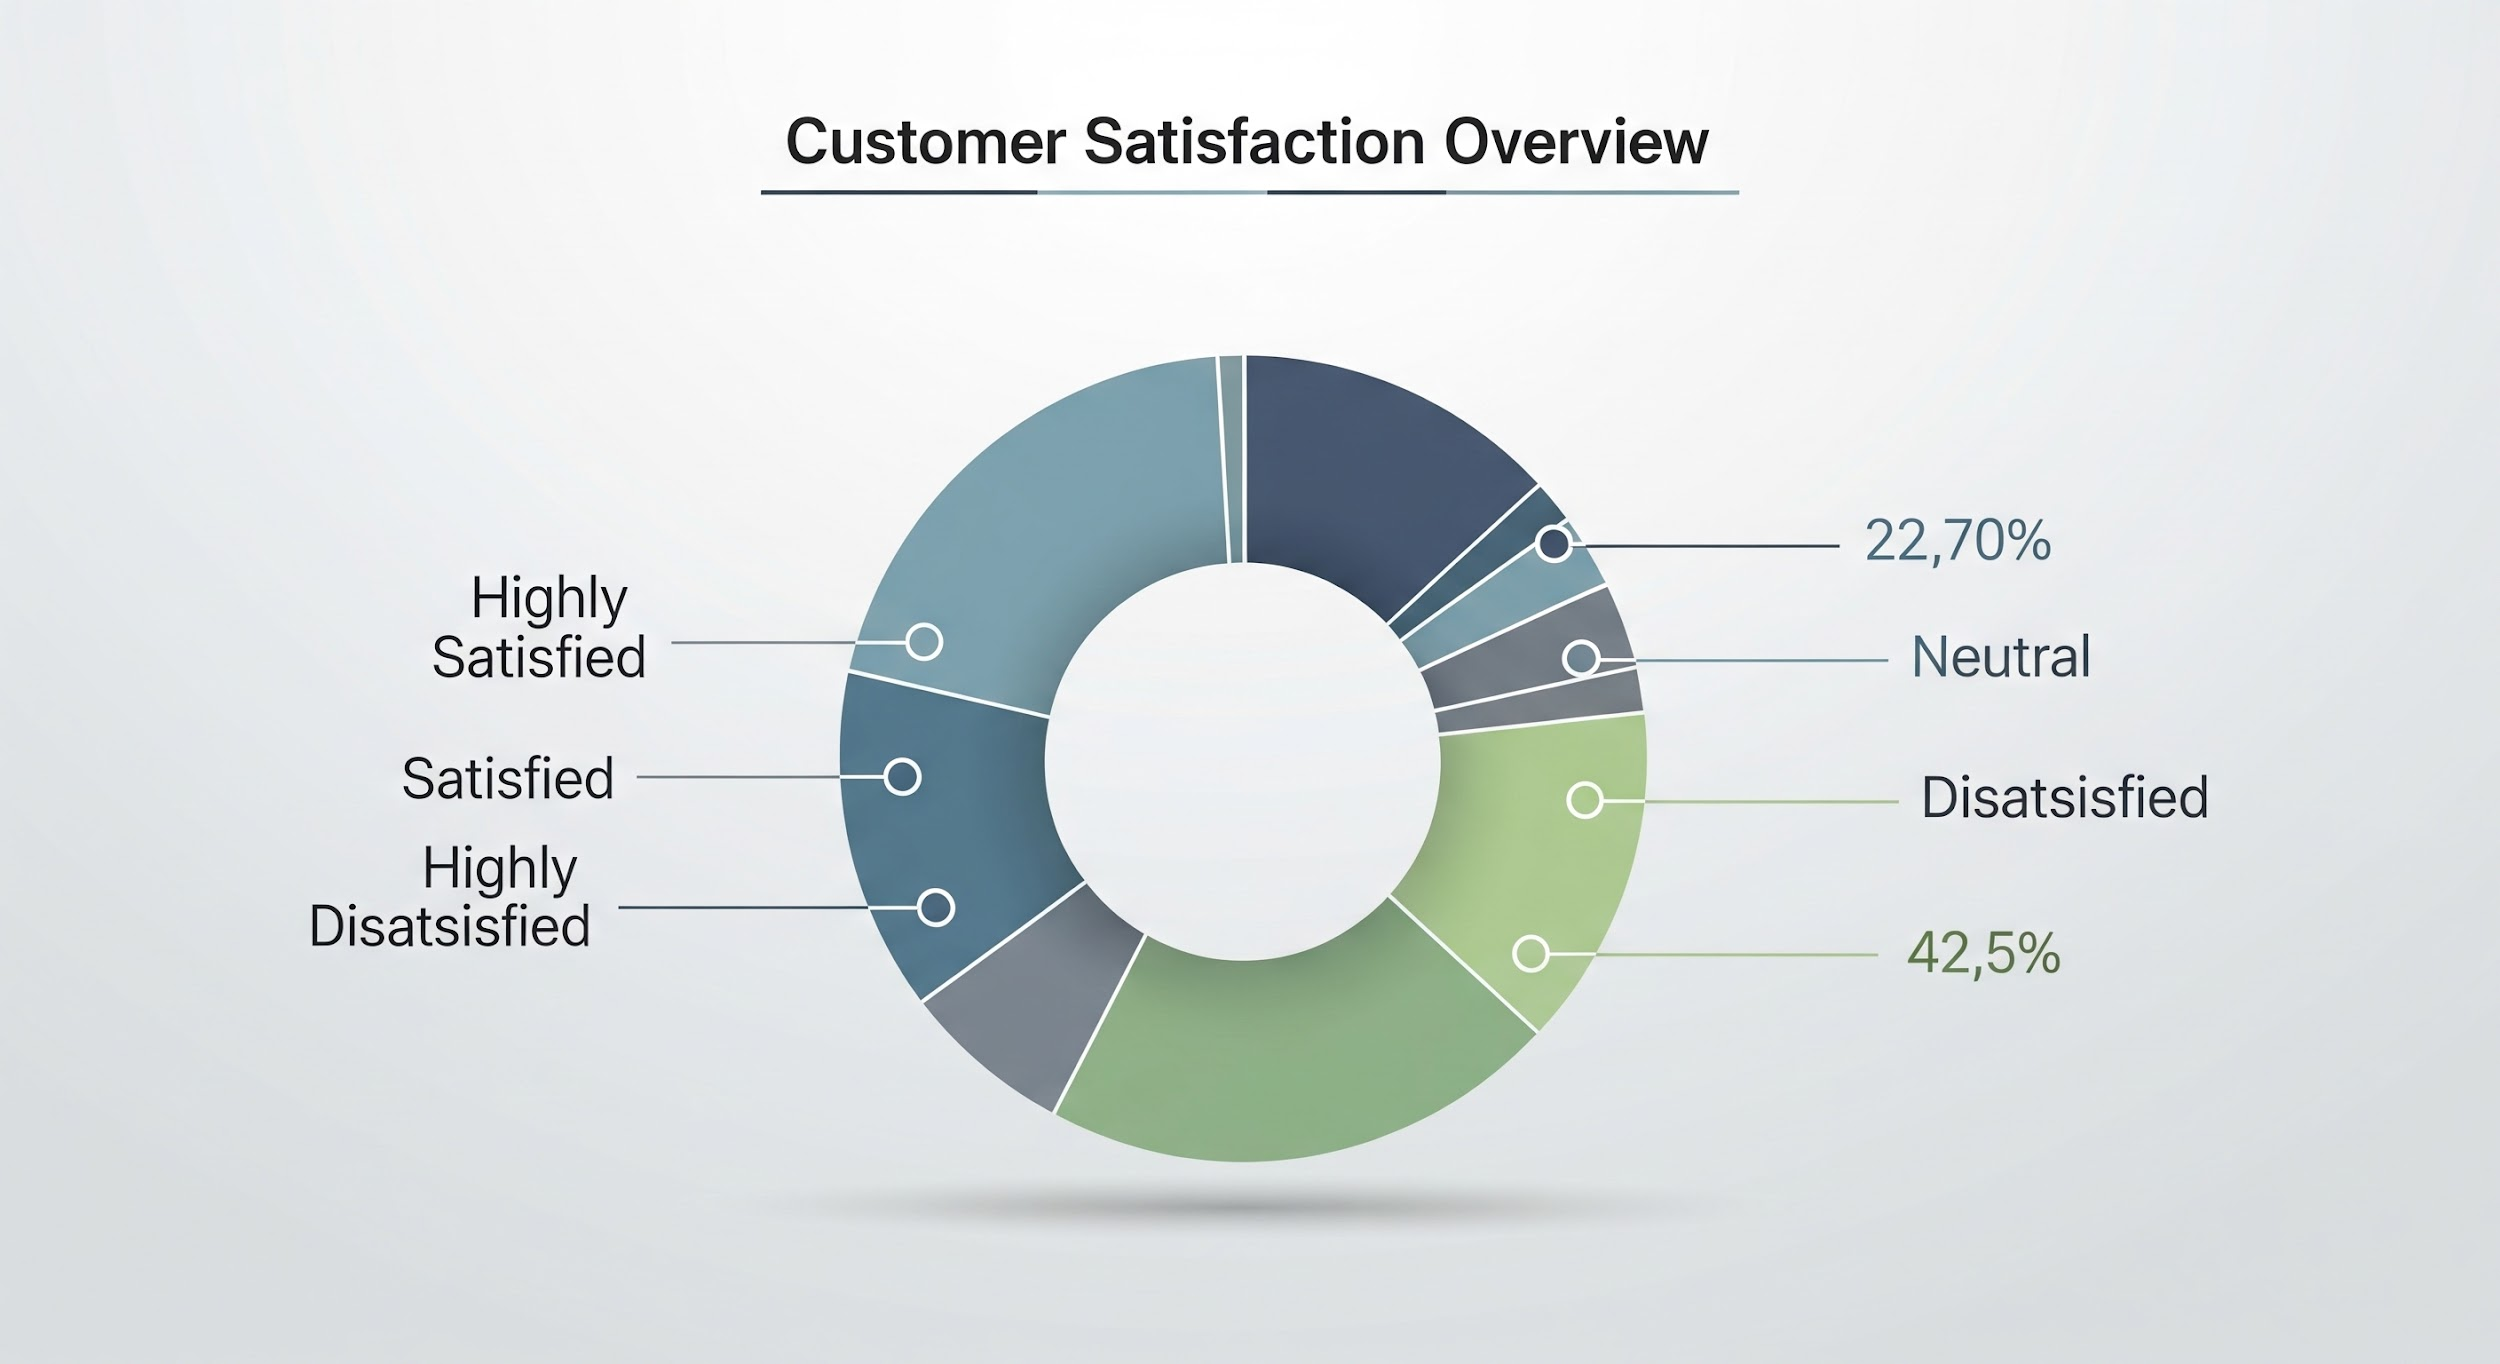 Customer Satisfaction Overview
Highly
Satisfied
Satisfied
Highly
Disatsisfied
22,70%
Neutral
Disatsisfied
42,5%